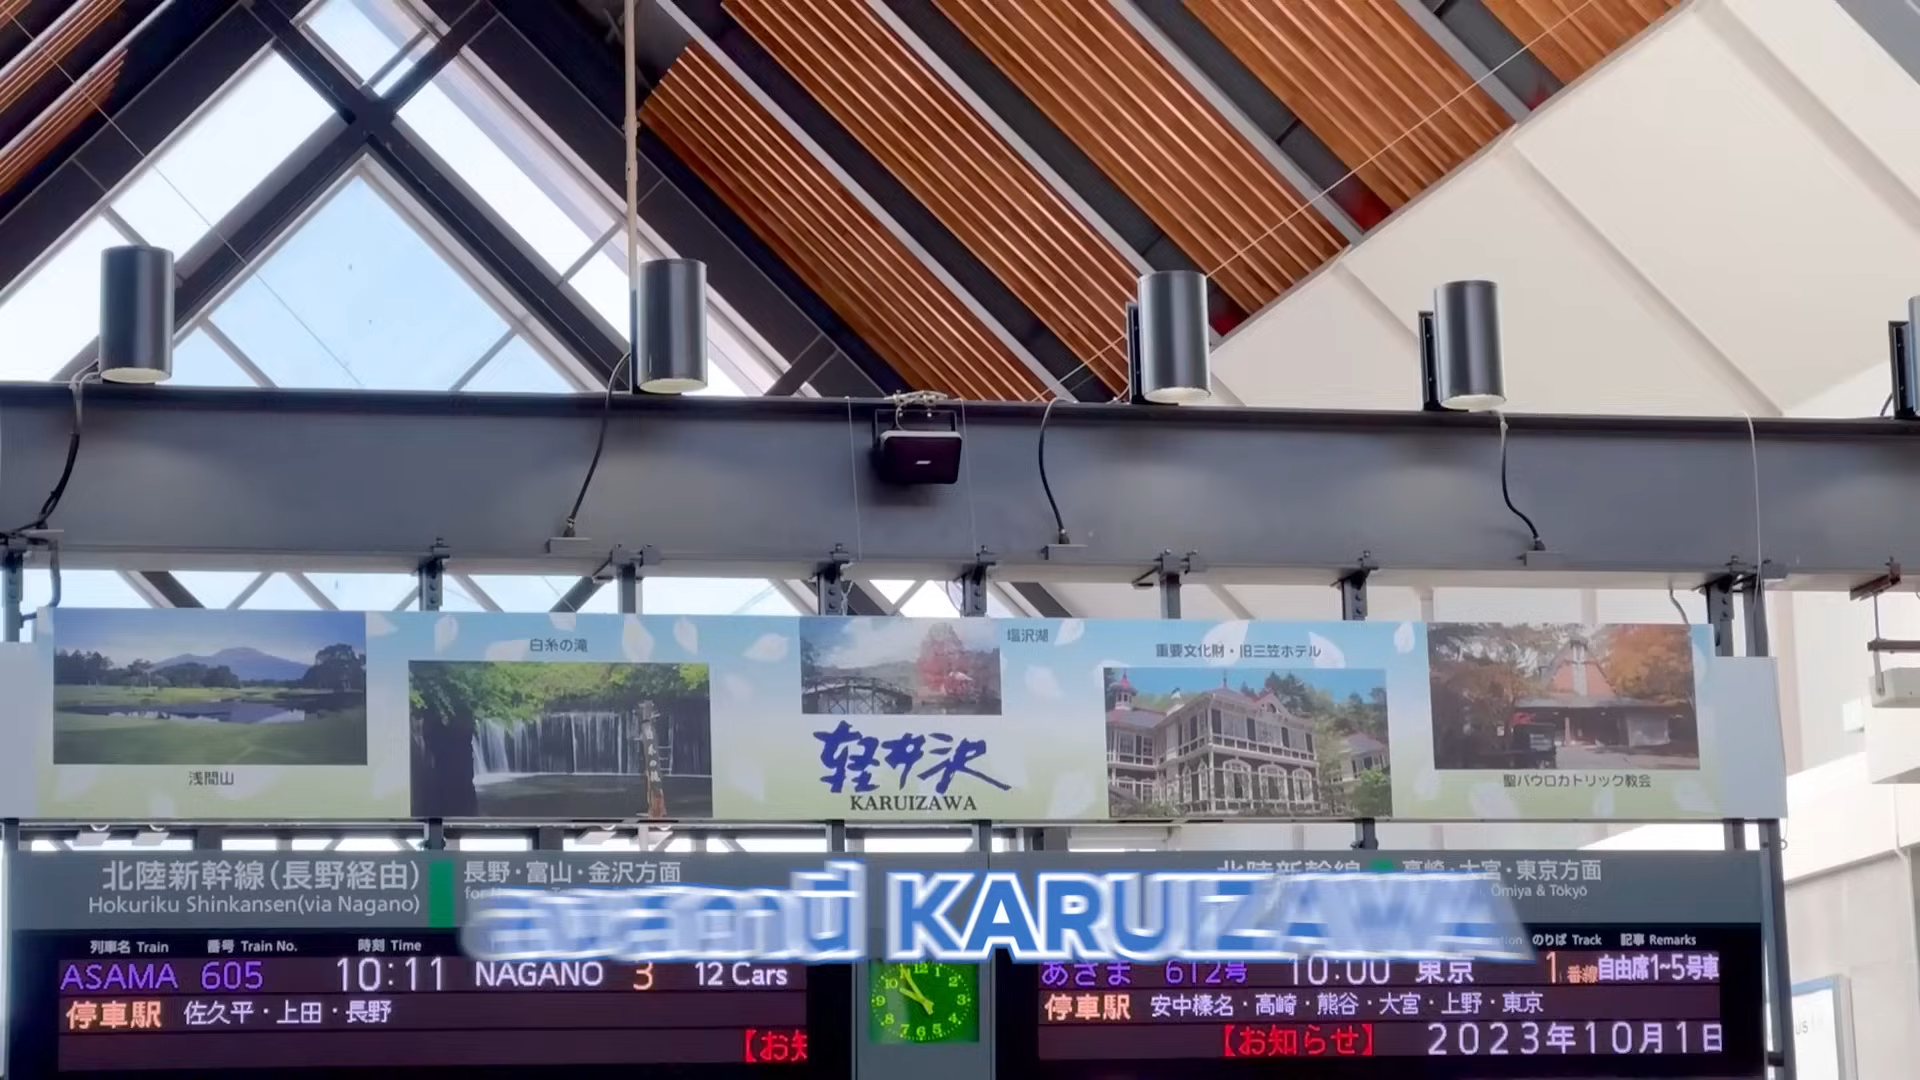 白糸の滝
塩沢湖
重要文化財・旧三笠ホテル
浅間山
軽井沢
KARUIZAWA
聖パウロカトリック教会
北陸新幹線(長野経由)
Hokuriku Shinkansen(via Nagano)
長野・富山・金沢方面
高崎・大宮・東京方面
Omiya & Tōkyō
KARUIZAWA
列車名 Train 番号 Train No. 時刻 Time
のりば Track 記事 Remarks
ASAMA 605 10:11 NAGANO 3 12 Cars
停車駅 佐久平・上田・長野
【お知
あさま 612号 10:00 東京 1番線 自由席1~5号車
停車駅 安中榛名・高崎・熊谷・大宮・上野・東京
【お知らせ】 2023年10月1日